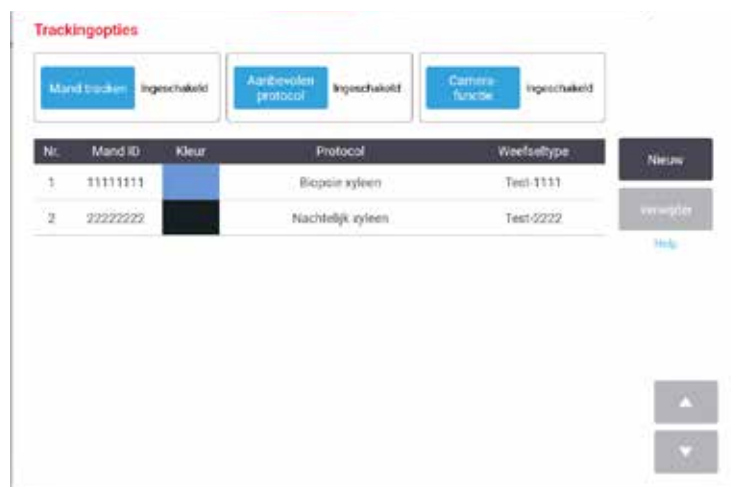 Trackingopties
Mand tracken Ingeschakeld
Aanbevolen protocol Ingeschakeld
Camera-functie Ingeschakeld
Nr. Mand ID Kleur Protocol Weefseltype
1 11111111 Biopsie xyleen Test-1111
2 22222222 Nachtelijk xyleen Test-2222
Nieuw
Verwijder
Help